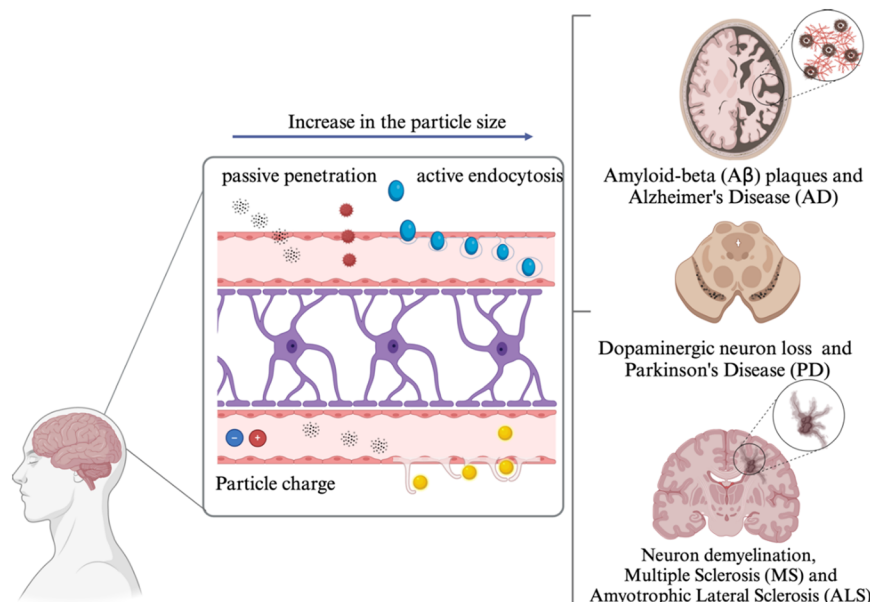 Increase in the particle size
passive penetration
active endocytosis
−
+
Particle charge
Amyloid-beta (Aβ) plaques and
Alzheimer's Disease (AD)
Dopaminergic neuron loss and
Parkinson's Disease (PD)
Neuron demyelination,
Multiple Sclerosis (MS) and
Amyotrophic Lateral Sclerosis (ALS)